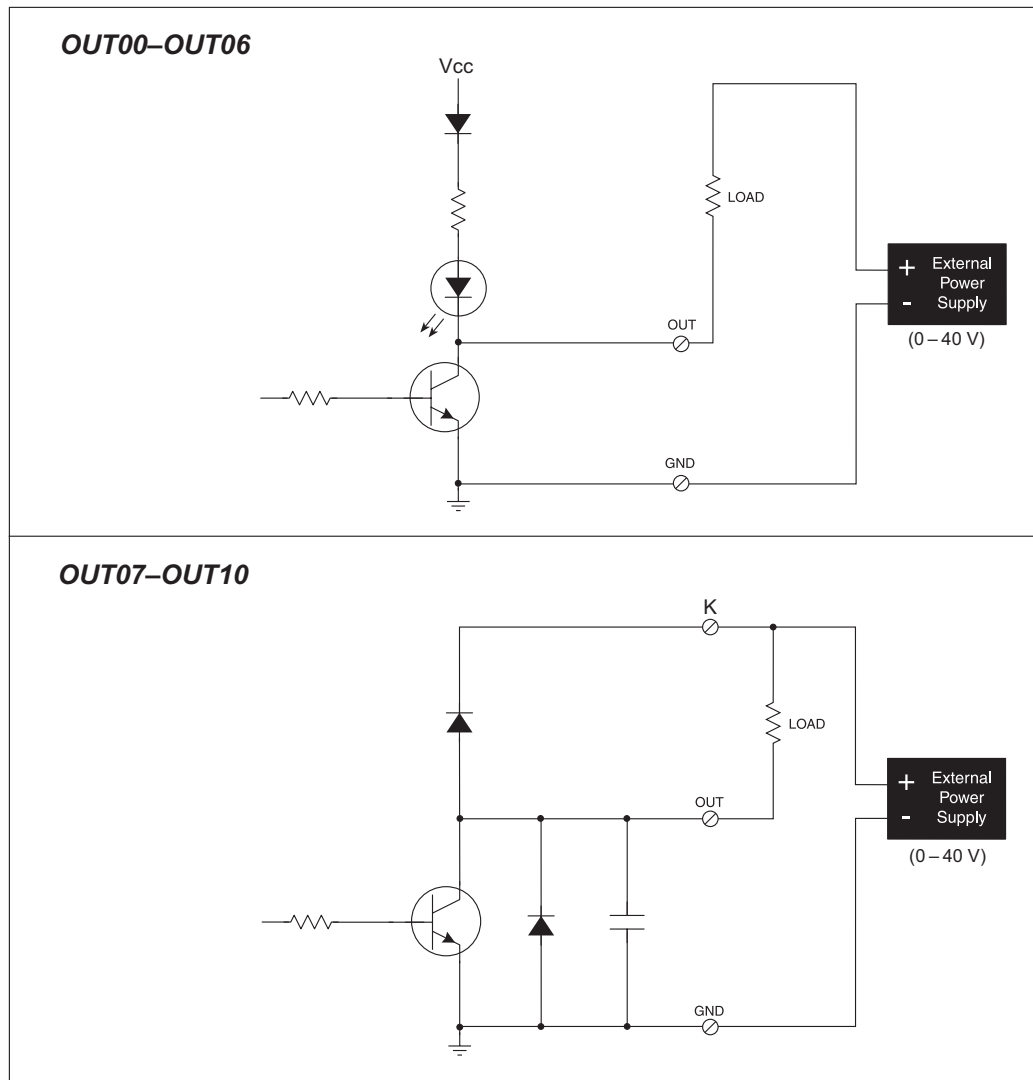 OUT00–OUT06
Vcc
LOAD
+ External
Power
- Supply
(0–40 V)
OUT
GND
OUT07–OUT10
K
LOAD
+ External
Power
- Supply
(0–40 V)
OUT
GND